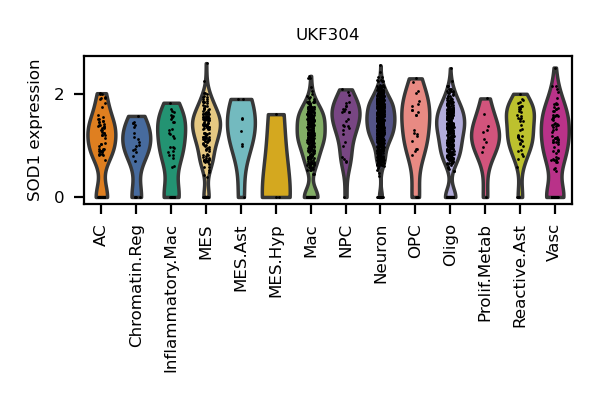 UKF304
SOD1 expression
2
0
AC
Chromatin.Reg
Inflammatory.Mac
MES
MES.Ast
MES.Hyp
Mac
NPC
Neuron
OPC
Oligo
Prolif.Metab
Reactive.Ast
Vasc